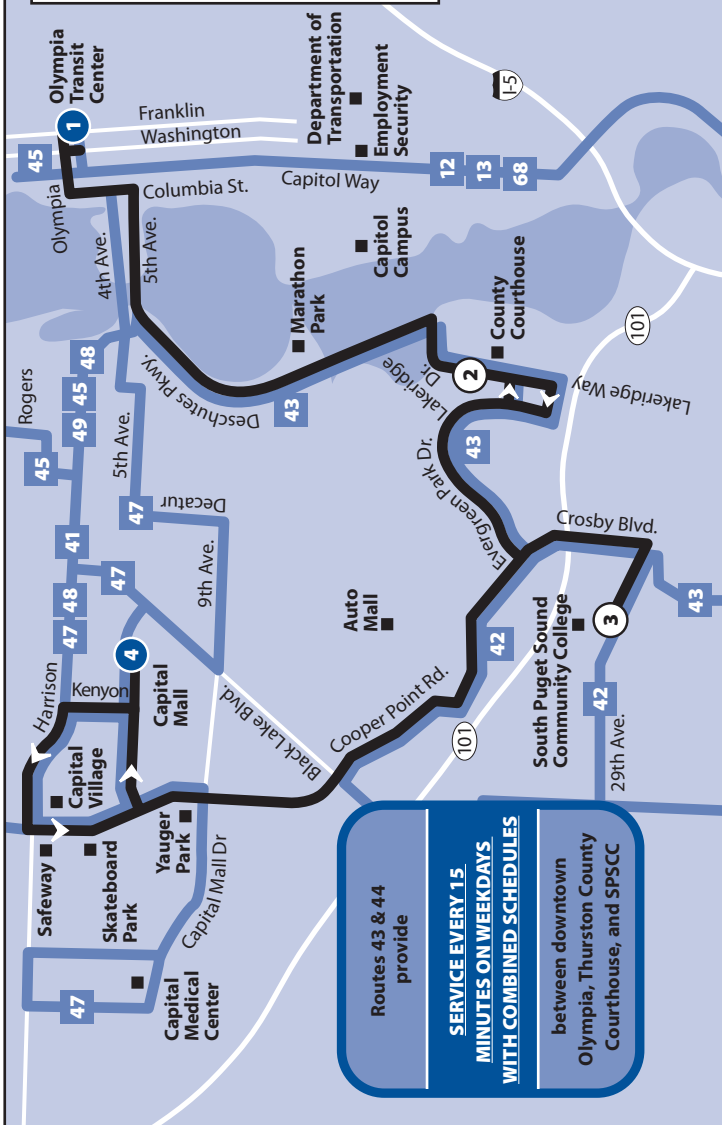 Olympia
Transit
Center
1
Franklin
Washington
45
Olympia
Columbia St.
Capitol Way
4th Ave.
5th Ave.
Department of
Transportation
Employment
Security
12
13
68
I-5
Capitol
Campus
Marathon
Park
County
Courthouse
101
Rogers
45
49
45
48
41
48
47
47
5th Ave.
47
Decatur
9th Ave.
Deschutes Pkwy.
43
Lakeridge
Dr.
2
Lakeridge Way
43
Evergreen Park Dr.
Crosby Blvd.
Harrison
Kenyon
4
Capital
Mall
Capital
Village
Safeway
Skateboard
Park
Yauger
Park
Capital Mall Dr
47
Capital
Medical
Center
Black Lake Blvd.
Auto
Mall
Cooper Point Rd.
42
101
South Puget Sound
Community College
3
43
42
29th Ave.
Routes 43 & 44
provide
SERVICE EVERY 15
MINUTES ON WEEKDAYS
WITH COMBINED SCHEDULES
between downtown
Olympia, Thurston County
Courthouse, and SPSCC